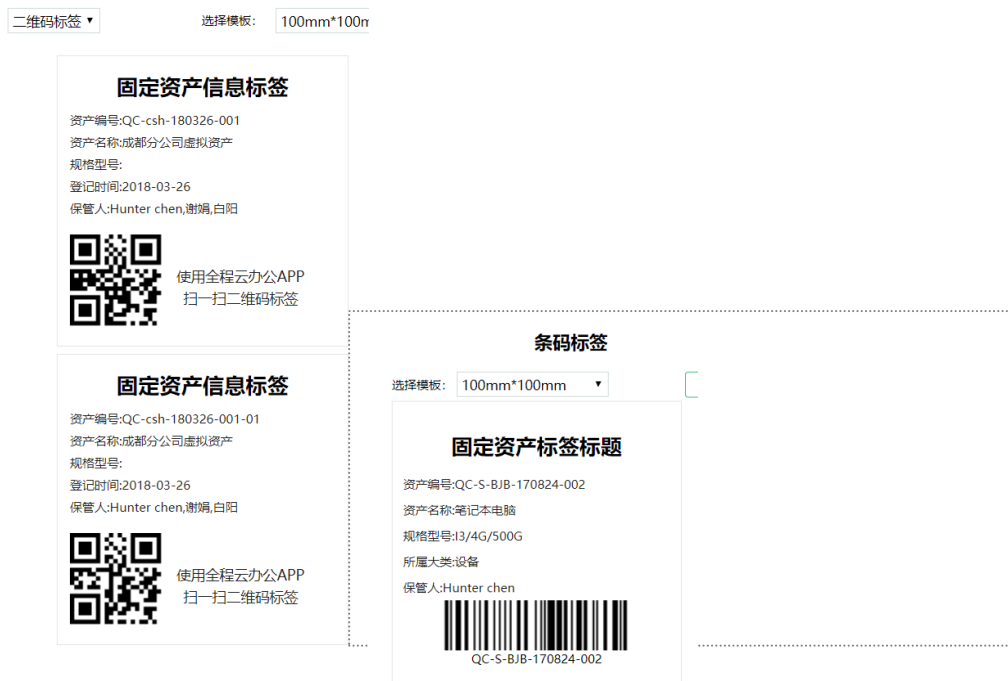 二维码标签 选择模板： 100mm*100m
固定资产信息标签
资产编号:QC-csh-180326-001
资产名称:成都分公司虚拟资产
规格型号:
登记时间:2018-03-26
保管人:Hunter chen,谢娟,白阳
使用全程云办公APP
扫一扫二维码标签
固定资产信息标签
资产编号:QC-csh-180326-001-01
资产名称:成都分公司虚拟资产
规格型号:
登记时间:2018-03-26
保管人:Hunter chen,谢娟,白阳
使用全程云办公APP
扫一扫二维码标签
条码标签
选择模板： 100mm*100mm
固定资产标签标题
资产编号:QC-S-BJB-170824-002
资产名称:笔记本电脑
规格型号:I3/4G/500G
所属大类:设备
保管人:Hunter chen
QC-S-BJB-170824-002